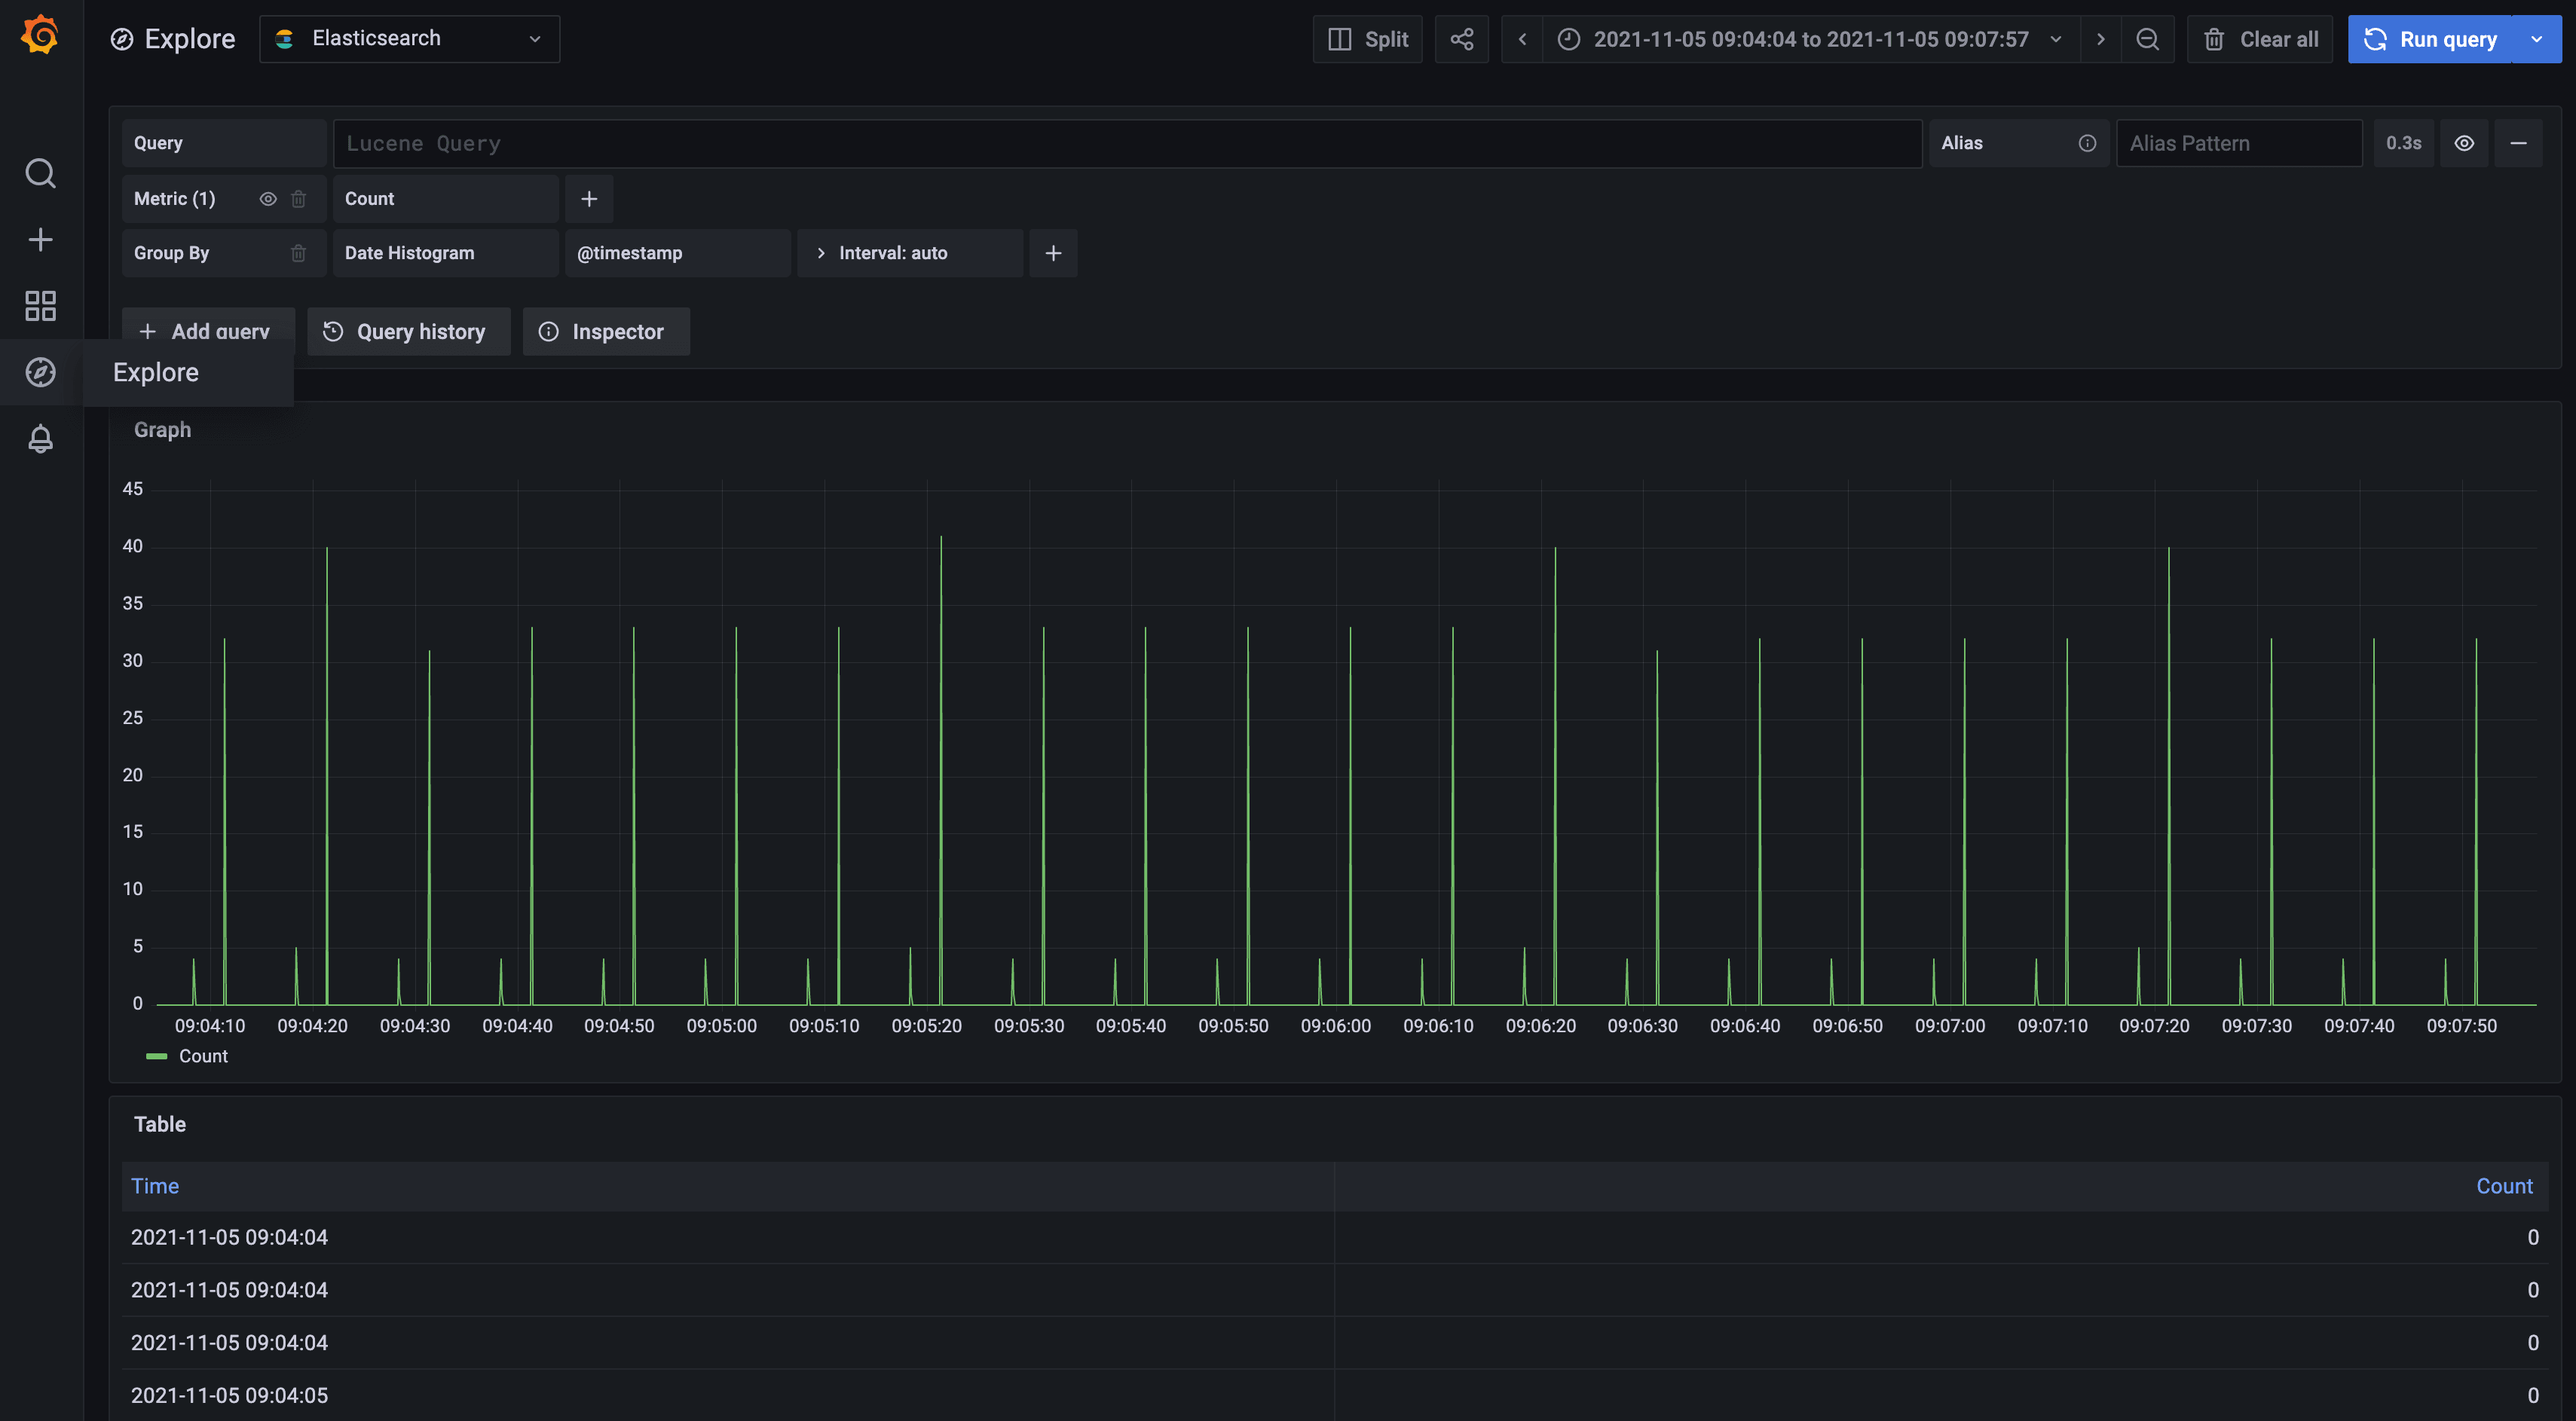 Explore Elasticsearch Split 2021-11-05 09:04:04 to 2021-11-05 09:07:57 Clear all Run query
Query Lucene Query Alias Alias Pattern 0.3s
Metric (1) Count
Group By Date Histogram @timestamp Interval: auto
Add query Query history Inspector
Explore
Graph
45
40
35
30
25
20
15
10
5
0
09:04:10 09:04:20 09:04:30 09:04:40 09:04:50 09:05:00 09:05:10 09:05:20 09:05:30 09:05:40 09:05:50 09:06:00 09:06:10 09:06:20 09:06:30 09:06:40 09:06:50 09:07:00 09:07:10 09:07:20 09:07:30 09:07:40 09:07:50
Count
Table
Time Count
2021-11-05 09:04:04 0
2021-11-05 09:04:04 0
2021-11-05 09:04:04 0
2021-11-05 09:04:05 0